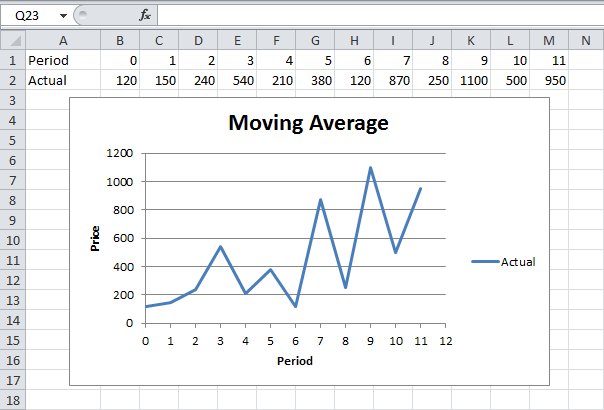 Q23 fx
A B C D E F G H I J K L M N
1 Period 0 1 2 3 4 5 6 7 8 9 10 11
2 Actual 120 150 240 540 210 380 120 870 250 1100 500 950
3
4
5
6
7
8
9
10
11
12
13
14
15
16
17
18
Moving Average
1200
1000
800
600
400
200
0
Price
0 1 2 3 4 5 6 7 8 9 10 11 12
Period
Actual